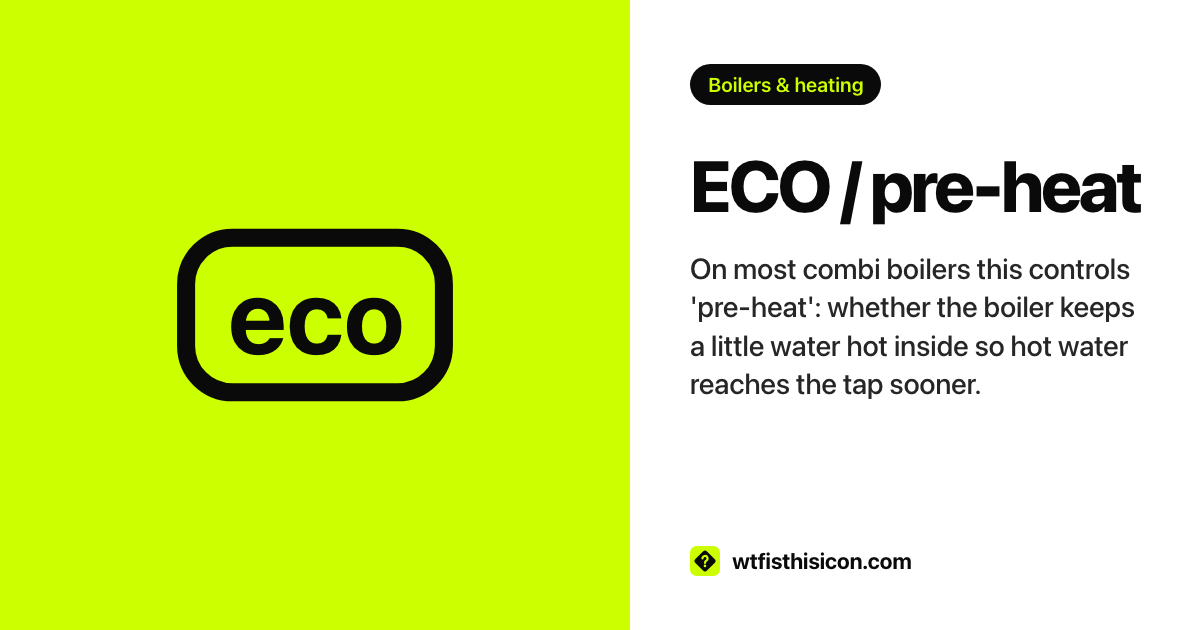 eco
Boilers & heating
ECO / pre-heat
On most combi boilers this controls
'pre-heat': whether the boiler keeps
a little water hot inside so hot water
reaches the tap sooner.
?
wtfisthisicon.com